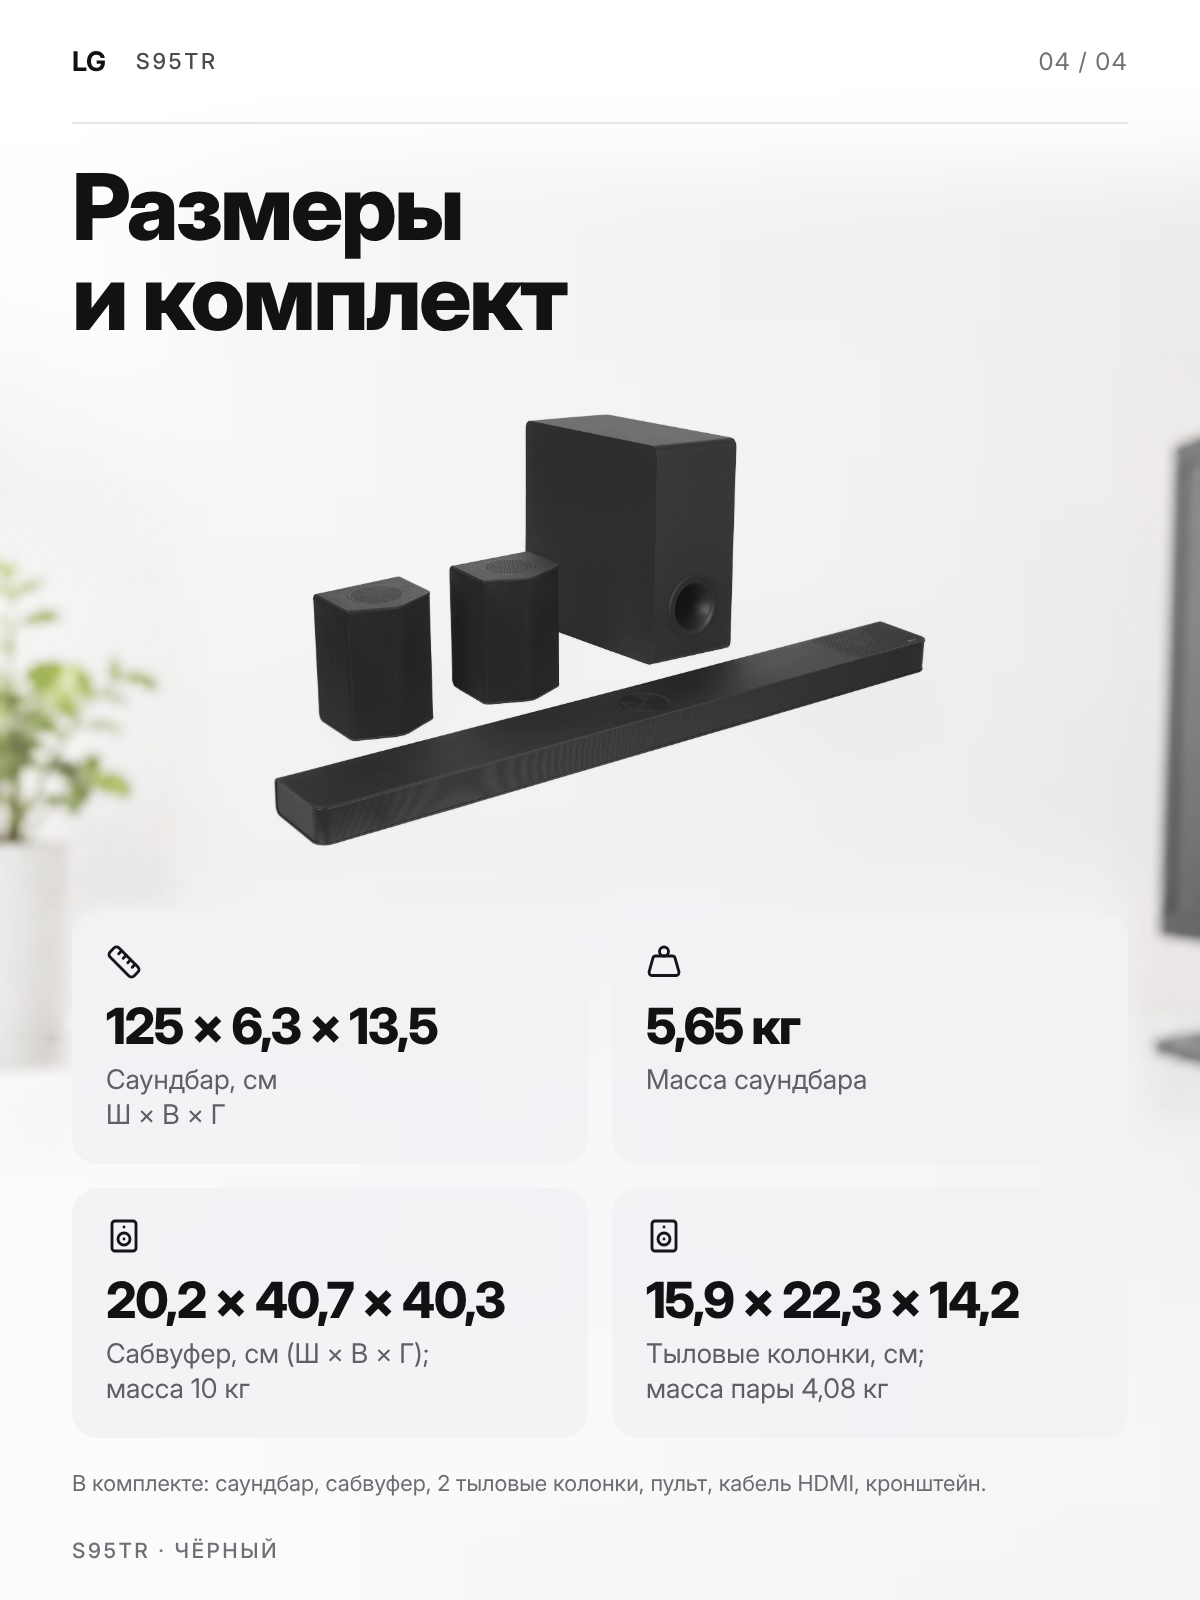 LG S95TR 04 / 04
Размеры
и комплект
125 × 6,3 × 13,5
Саундбар, см
Ш × В × Г
5,65 кг
Масса саундбара
20,2 × 40,7 × 40,3
Сабвуфер, см (Ш × В × Г);
масса 10 кг
15,9 × 22,3 × 14,2
Тыловые колонки, см;
масса пары 4,08 кг
В комплекте: саундбар, сабвуфер, 2 тыловые колонки, пульт, кабель HDMI, кронштейн.
S95TR · ЧЁРНЫЙ